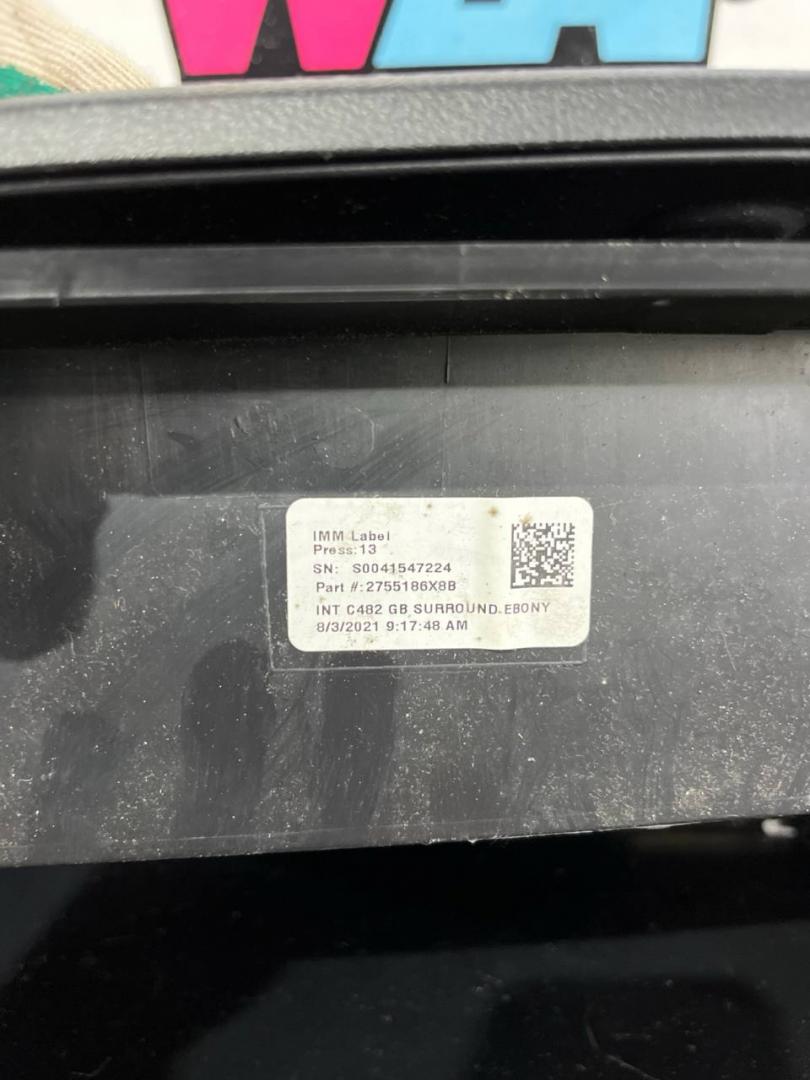 WA
IMM Label
Press:13
SN: S0041547224
Part #:2755186X8B
INT C482 GB SURROUND.EBONY
8/3/2021 9:17:48 AM